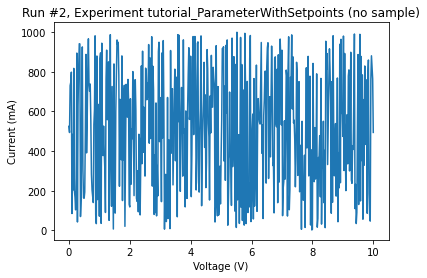 Run #2, Experiment tutorial_ParameterWithSetpoints (no sample)
1000
800
600
400
200
0
Current (mA)
0 2 4 6 8 10
Voltage (V)